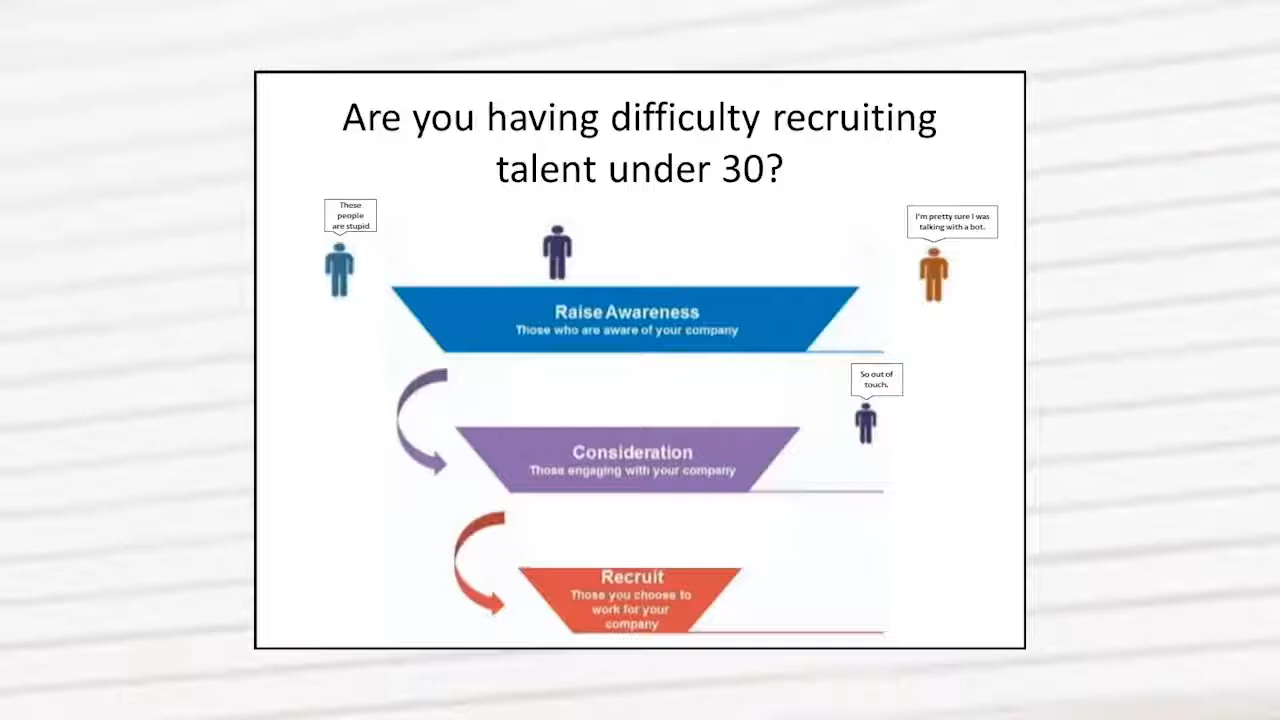 Are you having difficulty recruiting
talent under 30?
These
people
are stupid
I'm pretty sure I was
talking with a bot.
Raise Awareness
Those who are aware of your company
So out of
touch.
Consideration
Those engaging with your company
Recruit
Those you choose to
work for your
company